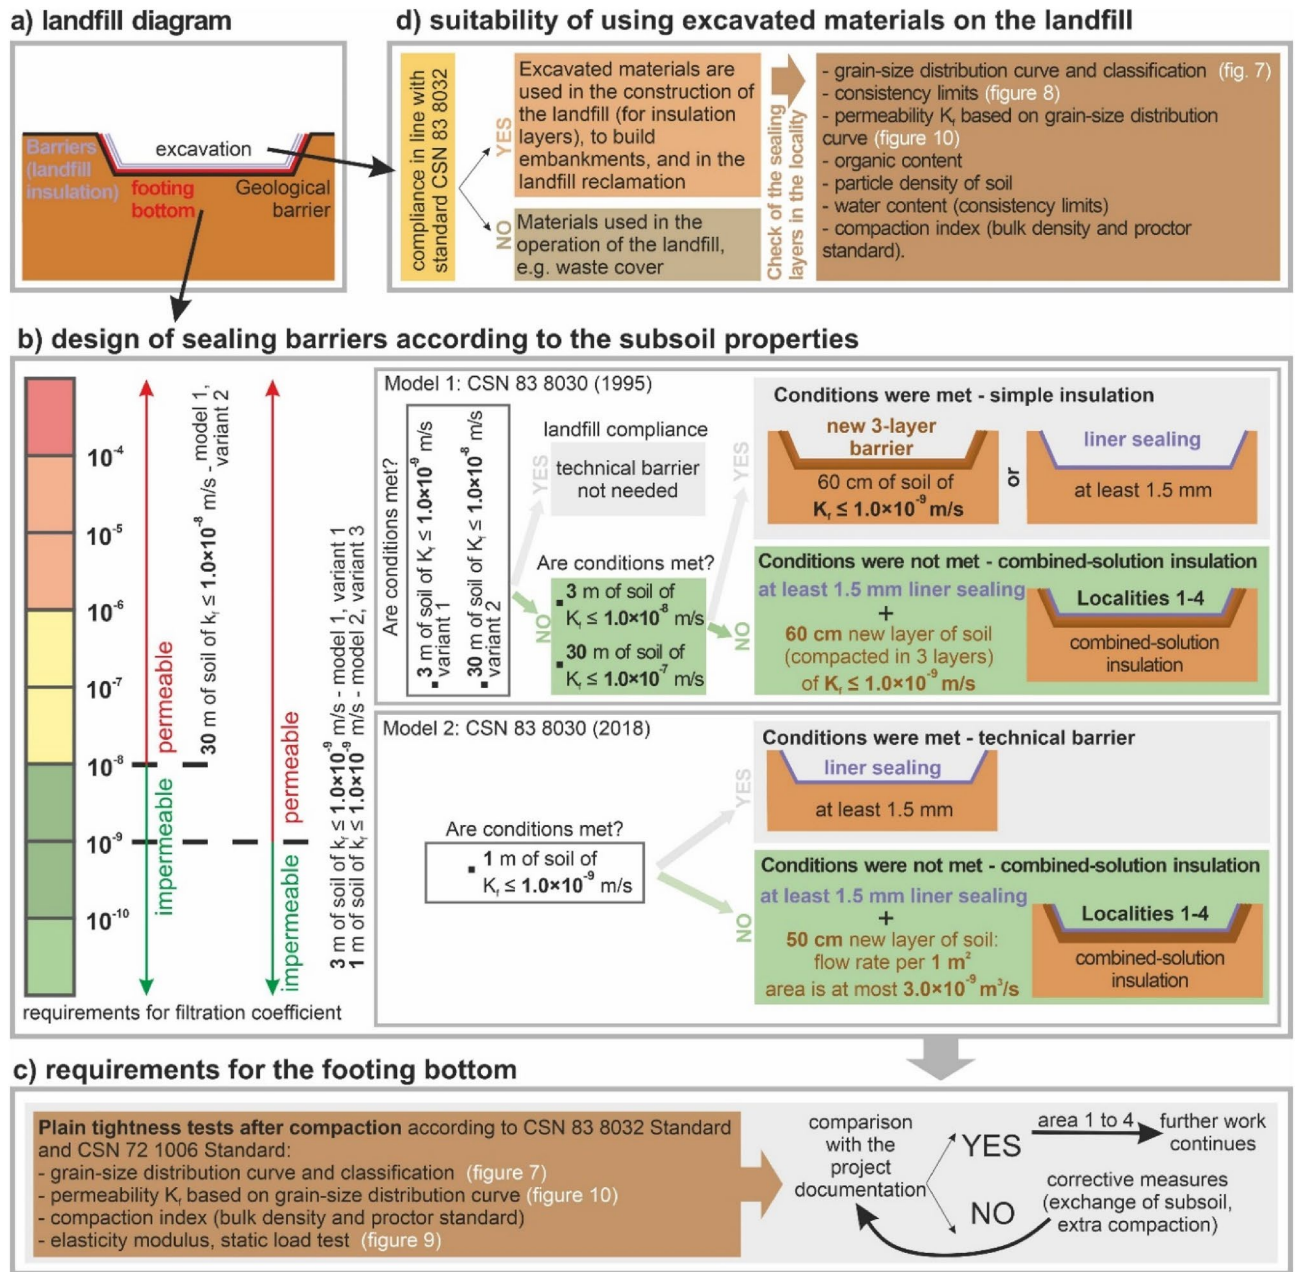 a) landfill diagram
Barriers
(landfill
insulation)
excavation
footing
bottom
Geological
barrier
d) suitability of using excavated materials on the landfill
compliance in line with
standard CSN 83 8032
YES
NO
Excavated materials are
used in the construction of
the landfill (for insulation
layers), to build
embankments, and in the
landfill reclamation
Materials used in the
operation of the landfill,
e.g. waste cover
Check of the sealing
layers in the locality
- grain-size distribution curve and classification (fig. 7)
- consistency limits (figure 8)
- permeability Kf based on grain-size distribution
curve (figure 10)
- organic content
- particle density of soil
- water content (consistency limits)
- compaction index (bulk density and proctor
standard).
b) design of sealing barriers according to the subsoil properties
10⁻⁴
10⁻⁵
10⁻⁶
10⁻⁷
10⁻⁸
10⁻⁹
10⁻¹⁰
permeable
impermeable
30 m of soil of kf ≤ 1.0×10⁻⁸ m/s - model 1,
variant 2
permeable
impermeable
3 m of soil of kf ≤ 1.0×10⁻⁹ m/s - model 1, variant 1
1 m of soil of kf ≤ 1.0×10⁻⁹ m/s - model 2, variant 3
requirements for filtration coefficient
Model 1: CSN 83 8030 (1995)
Are conditions met?
▪ 3 m of soil of Kf ≤ 1.0×10⁻⁹ m/s
variant 1
▪ 30 m of soil of Kf ≤ 1.0×10⁻⁸ m/s
variant 2
YES
NO
landfill compliance
technical barrier
not needed
Are conditions met?
▪ 3 m of soil of
Kf ≤ 1.0×10⁻⁸ m/s
▪ 30 m of soil of
Kf ≤ 1.0×10⁻⁷ m/s
YES
NO
Conditions were met - simple insulation
new 3-layer
barrier
60 cm of soil of
Kf ≤ 1.0×10⁻⁹ m/s
or
liner sealing
at least 1.5 mm
Conditions were not met - combined-solution insulation
at least 1.5 mm liner sealing
+
60 cm new layer of soil
(compacted in 3 layers)
of Kf ≤ 1.0×10⁻⁹ m/s
Localities 1-4
combined-solution
insulation
Model 2: CSN 83 8030 (2018)
Are conditions met?
▪ 1 m of soil of
Kf ≤ 1.0×10⁻⁹ m/s
YES
NO
Conditions were met - technical barrier
liner sealing
at least 1.5 mm
Conditions were not met - combined-solution insulation
at least 1.5 mm liner sealing
+
50 cm new layer of soil:
flow rate per 1 m²
area is at most 3.0×10⁻⁹ m³/s
Localities 1-4
combined-solution
insulation
c) requirements for the footing bottom
Plain tightness tests after compaction according to CSN 83 8032 Standard
and CSN 72 1006 Standard:
- grain-size distribution curve and classification (figure 7)
- permeability Kf based on grain-size distribution curve (figure 10)
- compaction index (bulk density and proctor standard)
- elasticity modulus, static load test (figure 9)
comparison
with the
project
documentation
YES
NO
area 1 to 4
further work
continues
corrective measures
(exchange of subsoil,
extra compaction)